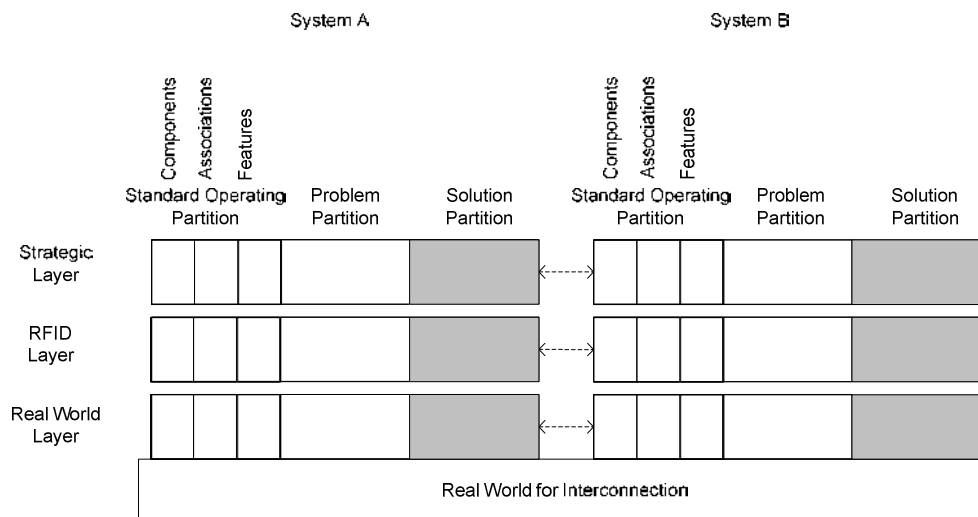 System A
System B
Components
Associations
Features
Standard Operating
Partition
Problem
Partition
Solution
Partition
Components
Associations
Features
Standard Operating
Partition
Problem
Partition
Solution
Partition
Strategic
Layer
RFID
Layer
Real World
Layer
Real World for Interconnection